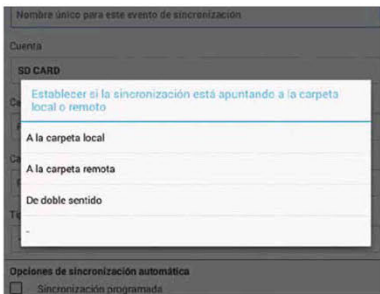 Nombre único para este evento de sincronización
Cuenta
SD CARD
Establecer si la sincronización está apuntando a la carpeta
local o remoto
A la carpeta local
A la carpeta remota
De doble sentido
-
Opciones de sincronización automática
Sincronización programada